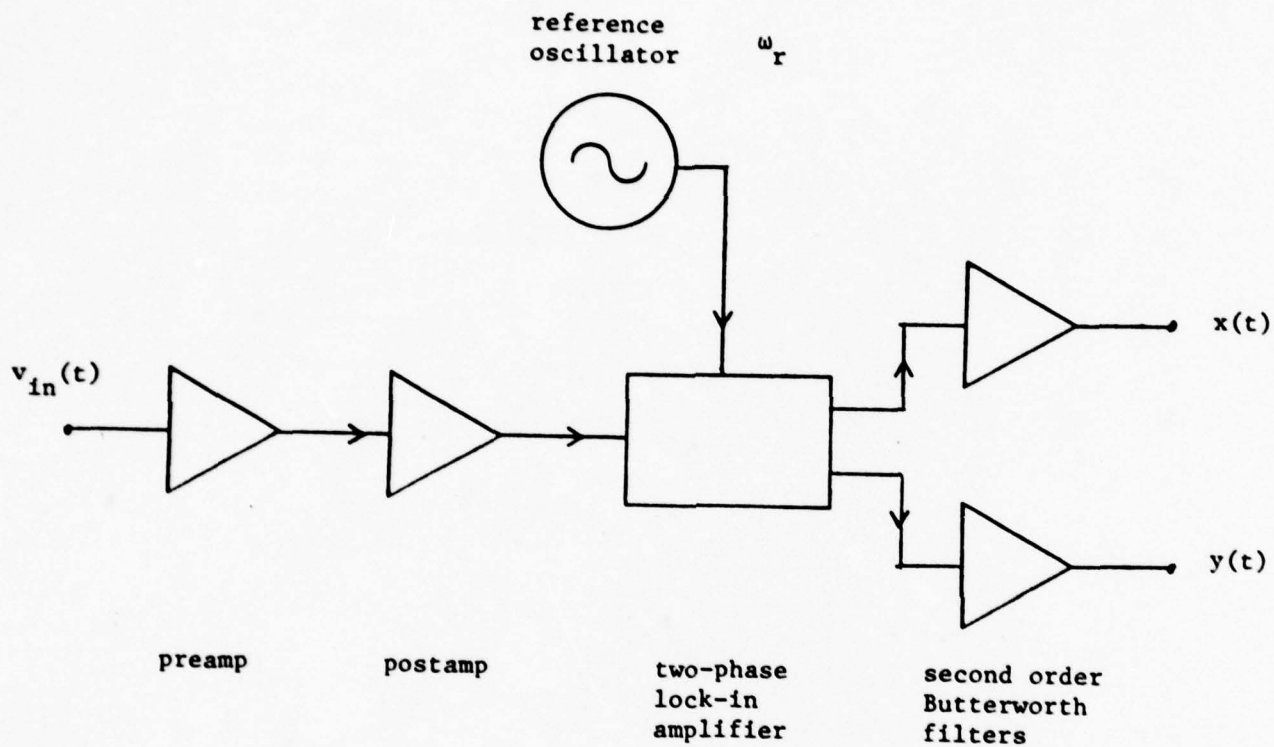 reference
oscillator ω_r
v_in(t)
x(t)
y(t)
preamp
postamp
two-phase
lock-in
amplifier
second order
Butterworth
filters